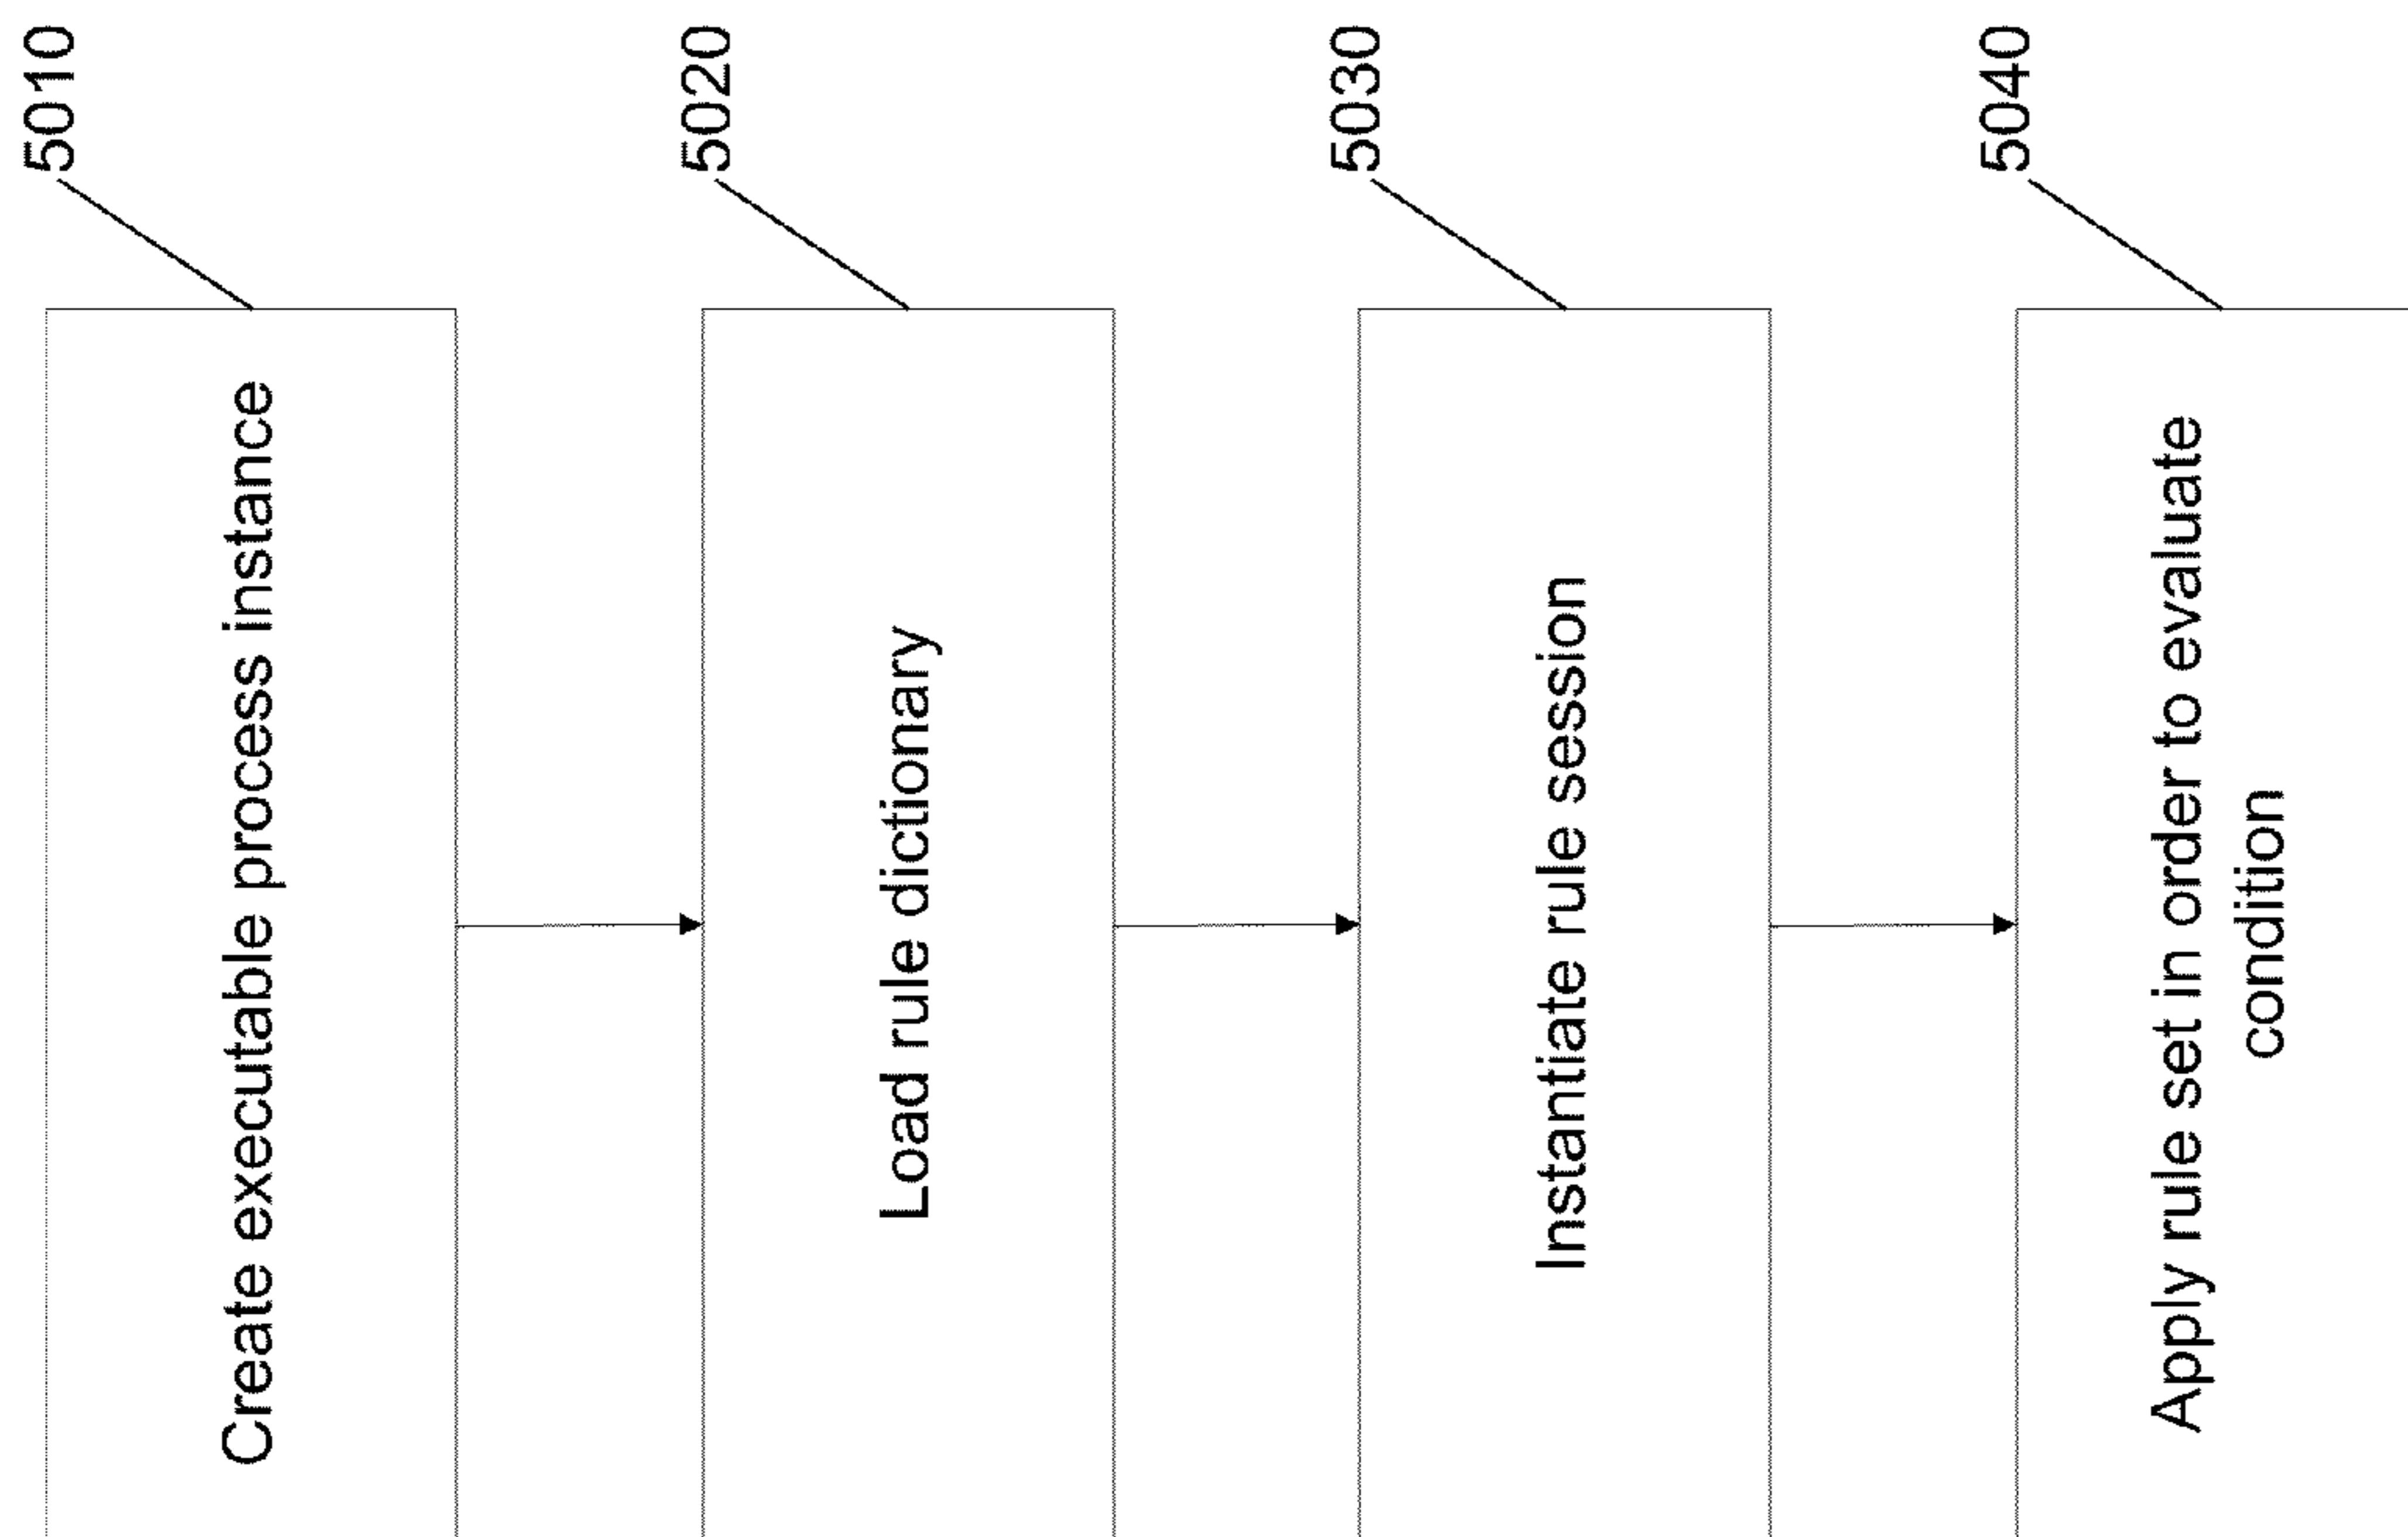 Create executable process instance
5010
Load rule dictionary
5020
Instantiate rule session
5030
Apply rule set in order to evaluate
condition
5040